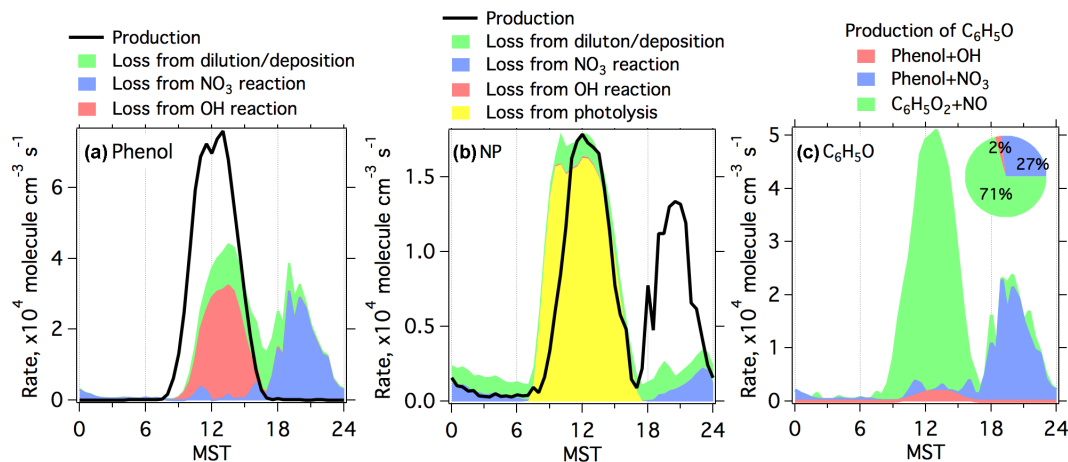 Production
Loss from dilution/deposition
Loss from NO3 reaction
Loss from OH reaction
(a) Phenol
Rate, x10^4 molecule cm^-3 s^-1
6
4
2
0
0 6 12 18 24
MST
Production
Loss from diluton/deposition
Loss from NO3 reaction
Loss from OH reaction
Loss from photolysis
(b) NP
Rate, x10^4 molecule cm^-3 s^-1
1.5
1.0
0.5
0.0
0 6 12 18 24
MST
Production of C6H5O
Phenol+OH
Phenol+NO3
C6H5O2+NO
(c) C6H5O
2%
27%
71%
Rate, x10^4 molecule cm^-3 s^-1
5
4
3
2
1
0
0 6 12 18 24
MST